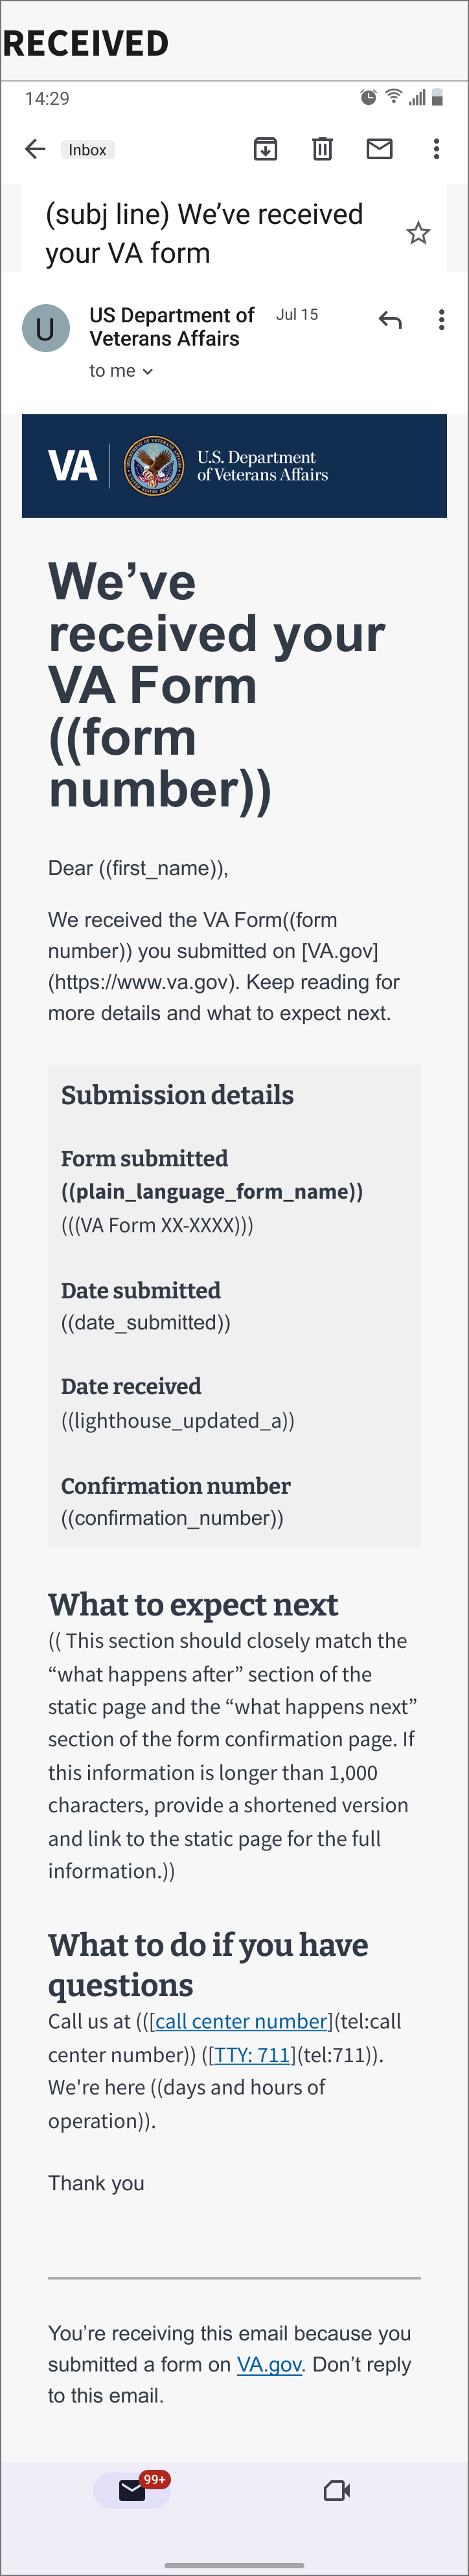 RECEIVED
14:29
Inbox
(subj line) We’ve received
your VA form
U
US Department of
Veterans Affairs
Jul 15
to me
VA
U.S. Department
of Veterans Affairs
We’ve
received your
VA Form
((form
number))
Dear ((first_name)),
We received the VA Form((form
number)) you submitted on [VA.gov]
(https://www.va.gov). Keep reading for
more details and what to expect next.
Submission details
Form submitted
((plain_language_form_name))
(((VA Form XX-XXXX)))
Date submitted
((date_submitted))
Date received
((lighthouse_updated_a))
Confirmation number
((confirmation_number))
What to expect next
(( This section should closely match the
“what happens after” section of the
static page and the “what happens next”
section of the form confirmation page. If
this information is longer than 1,000
characters, provide a shortened version
and link to the static page for the full
information.))
What to do if you have
questions
Call us at (([call center number](tel:call
center number)) ([TTY: 711](tel:711)).
We're here ((days and hours of
operation)).
Thank you
You’re receiving this email because you
submitted a form on VA.gov. Don’t reply
to this email.
99+